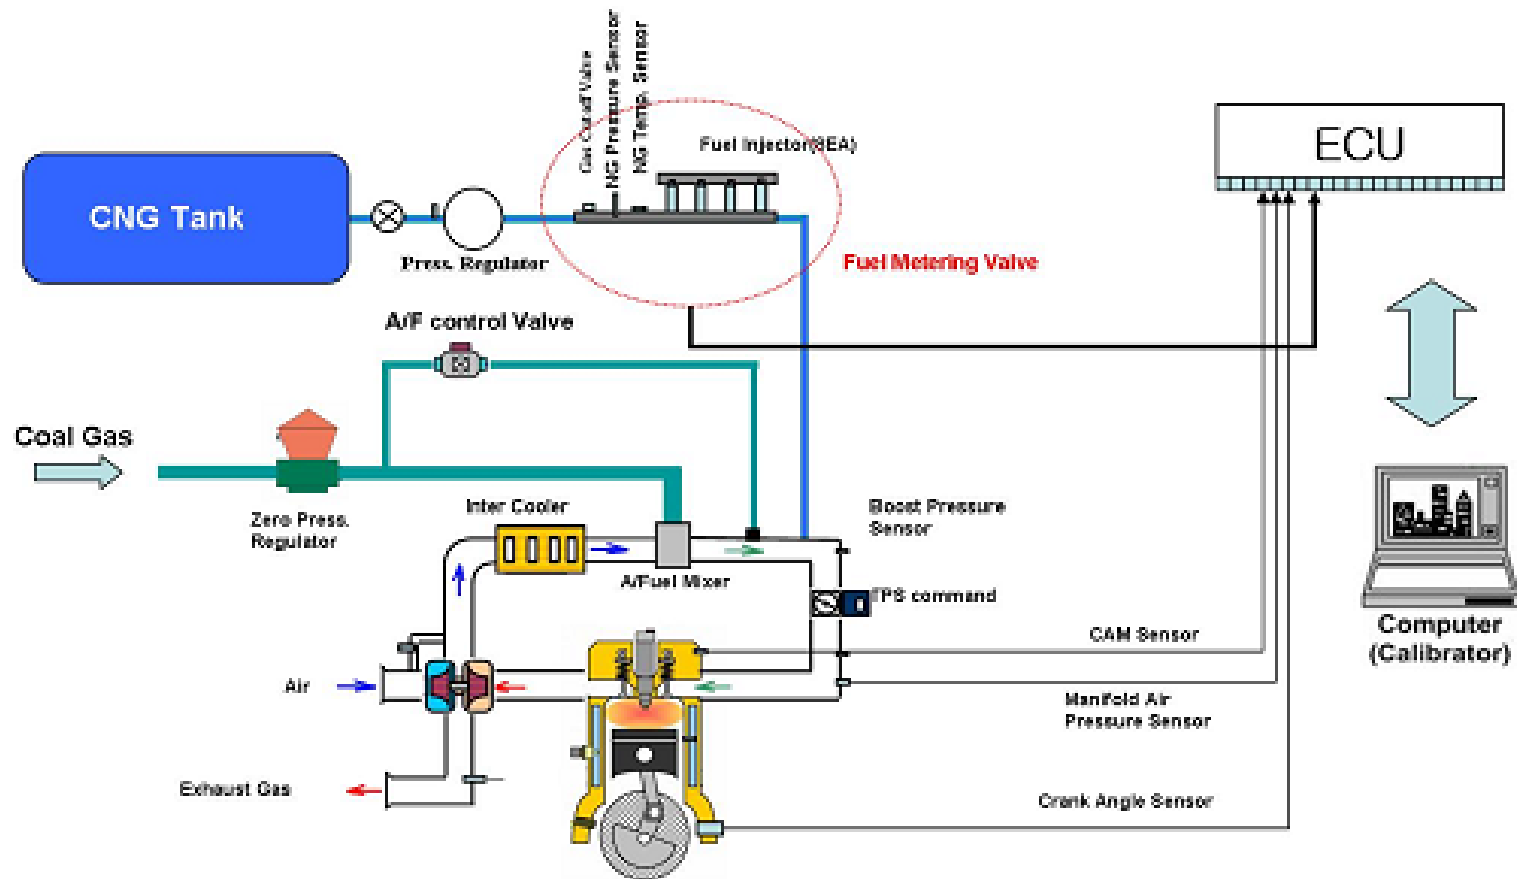 Gas Cutoff Valve
NG Pressure Sensor
NG Temp. Sensor
Fuel Injector(8EA)
ECU
CNG Tank
Press. Regulator
Fuel Metering Valve
A/F control Valve
Coal Gas
Zero Press.
Regulator
Inter Cooler
Boost Pressure
Sensor
A/Fuel Mixer
TPS command
CAM Sensor
Computer
(Calibrator)
Air
Manifold Air
Pressure Sensor
Exhaust Gas
Crank Angle Sensor